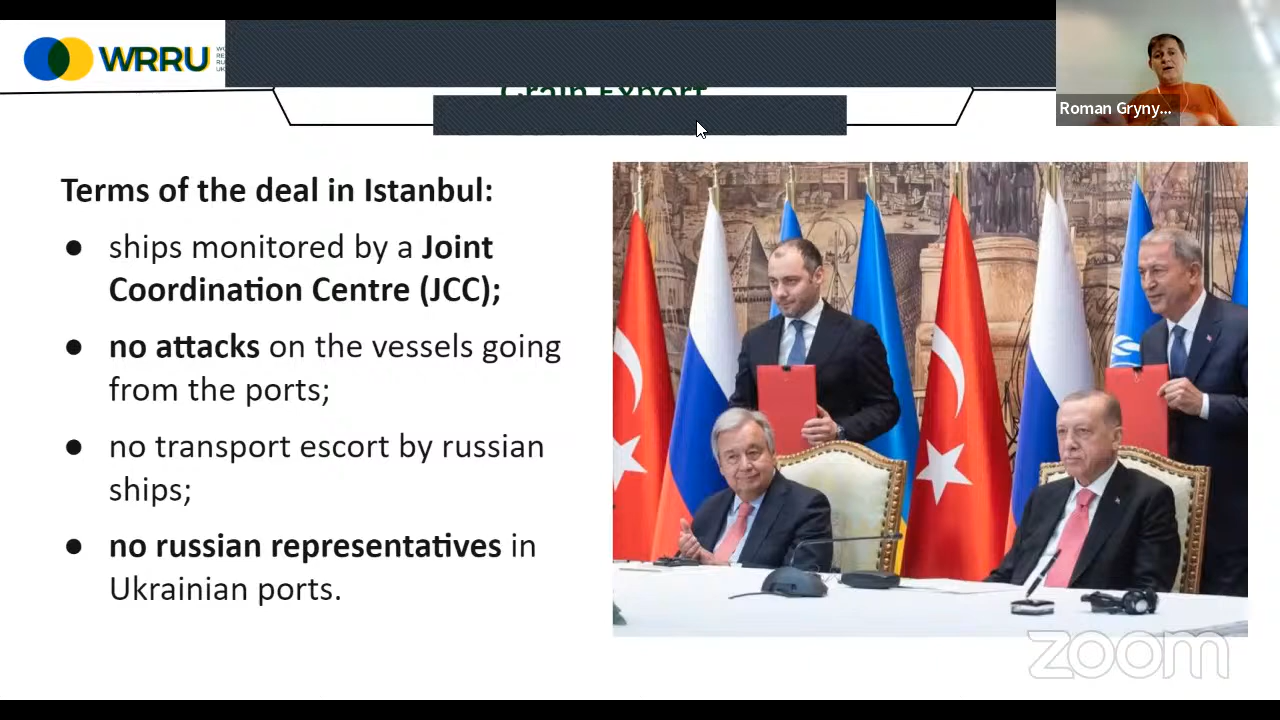 WRRU
Grain Export
Roman Gryny...
Terms of the deal in Istanbul:
● ships monitored by a Joint
Coordination Centre (JCC);
● no attacks on the vessels going
from the ports;
● no transport escort by russian
ships;
● no russian representatives in
Ukrainian ports.
zoom